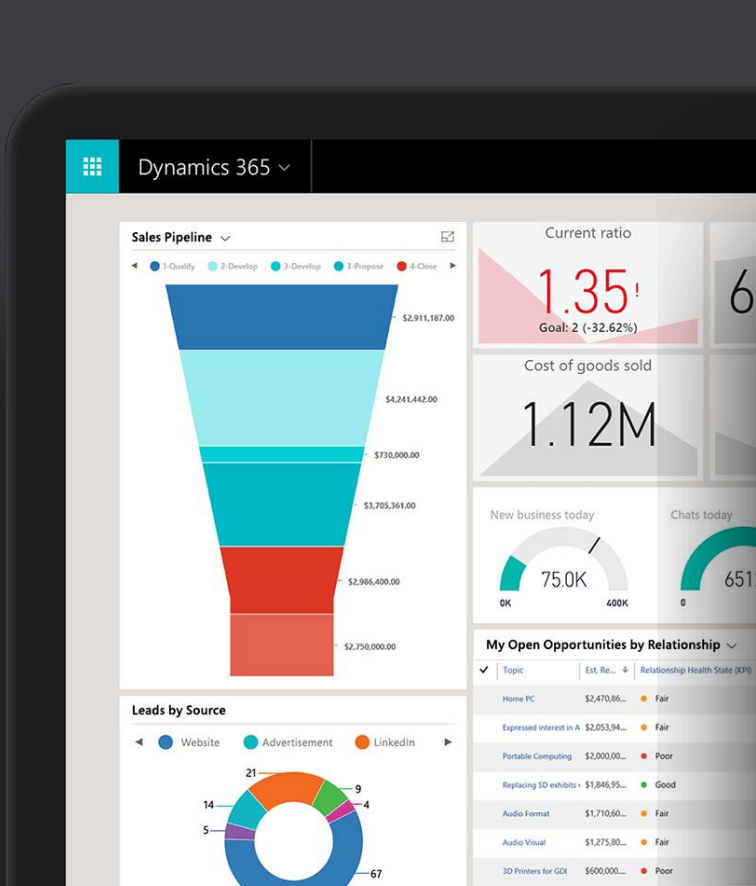 Dynamics 365
Sales Pipeline
1-Qualify 2-Develop 3-Develop 3-Propose 4-Close
$2,911,187.00
$4,241,442.00
$730,000.00
$3,705,361.00
$2,986,400.00
$2,750,000.00
Leads by Source
Website Advertisement LinkedIn
21
9
4
14
5
67
Current ratio
1.35!
Goal: 2 (-32.62%)
6
Cost of goods sold
1.12M
New business today
75.0K
0K 400K
Chats today
651
0
My Open Opportunities by Relationship
Topic Est. Re... Relationship Health State (KPI)
Home PC $2,470,86... Fair
Expressed interest in A $2,053,94... Fair
Portable Computing $2,000,00... Poor
Replacing SD exhibits $1,846,95... Good
Audio Format $1,710,60... Fair
Audio Visual $1,275,80... Fair
3D Printers for GDI $600,000.... Poor